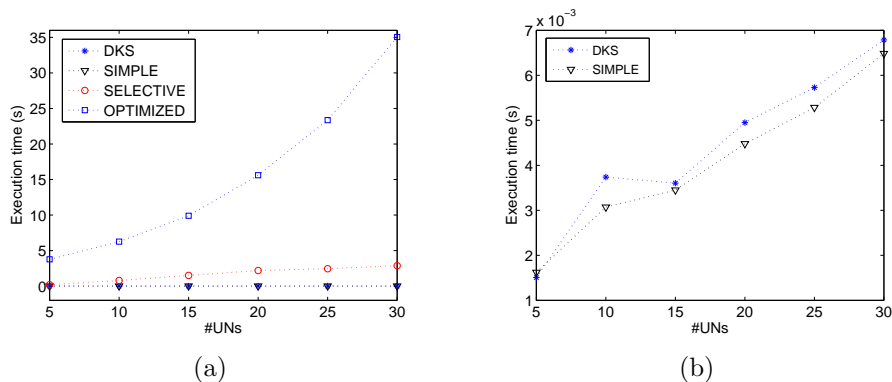 35
30
25
20
15
10
5
0
Execution time (s)
DKS
SIMPLE
SELECTIVE
OPTIMIZED
5 10 15 20 25 30
#UNs
(a)
x 10⁻³
7
6
5
4
3
2
1
Execution time (s)
DKS
SIMPLE
5 10 15 20 25 30
#UNs
(b)